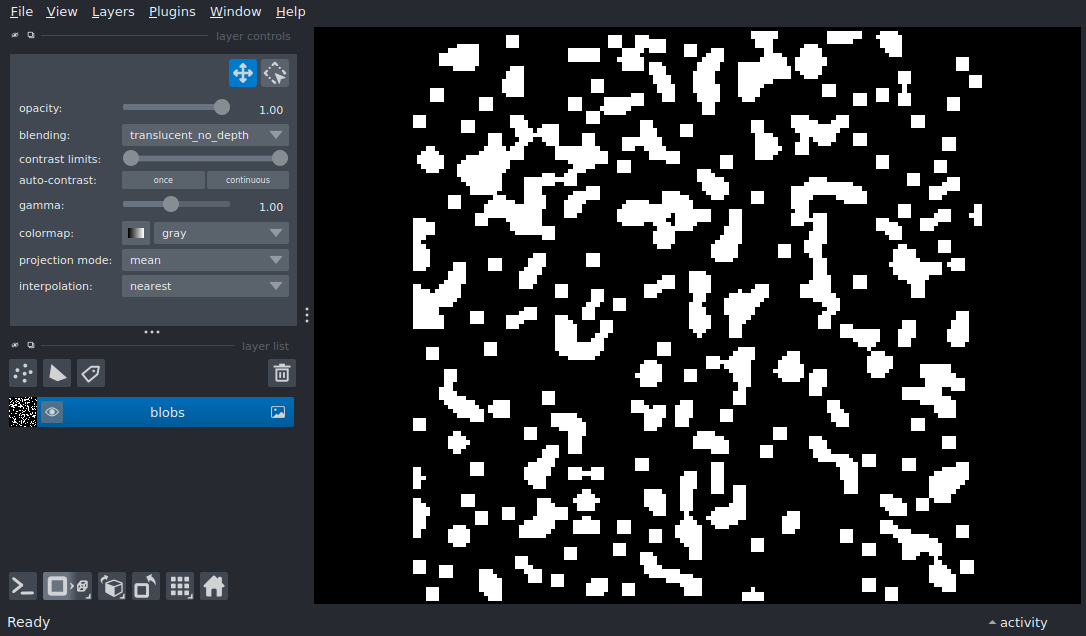 File View Layers Plugins Window Help
layer controls
opacity: 1.00
blending: translucent_no_depth
contrast limits:
auto-contrast: once continuous
gamma: 1.00
colormap: gray
projection mode: mean
interpolation: nearest
layer list
blobs
Ready
activity